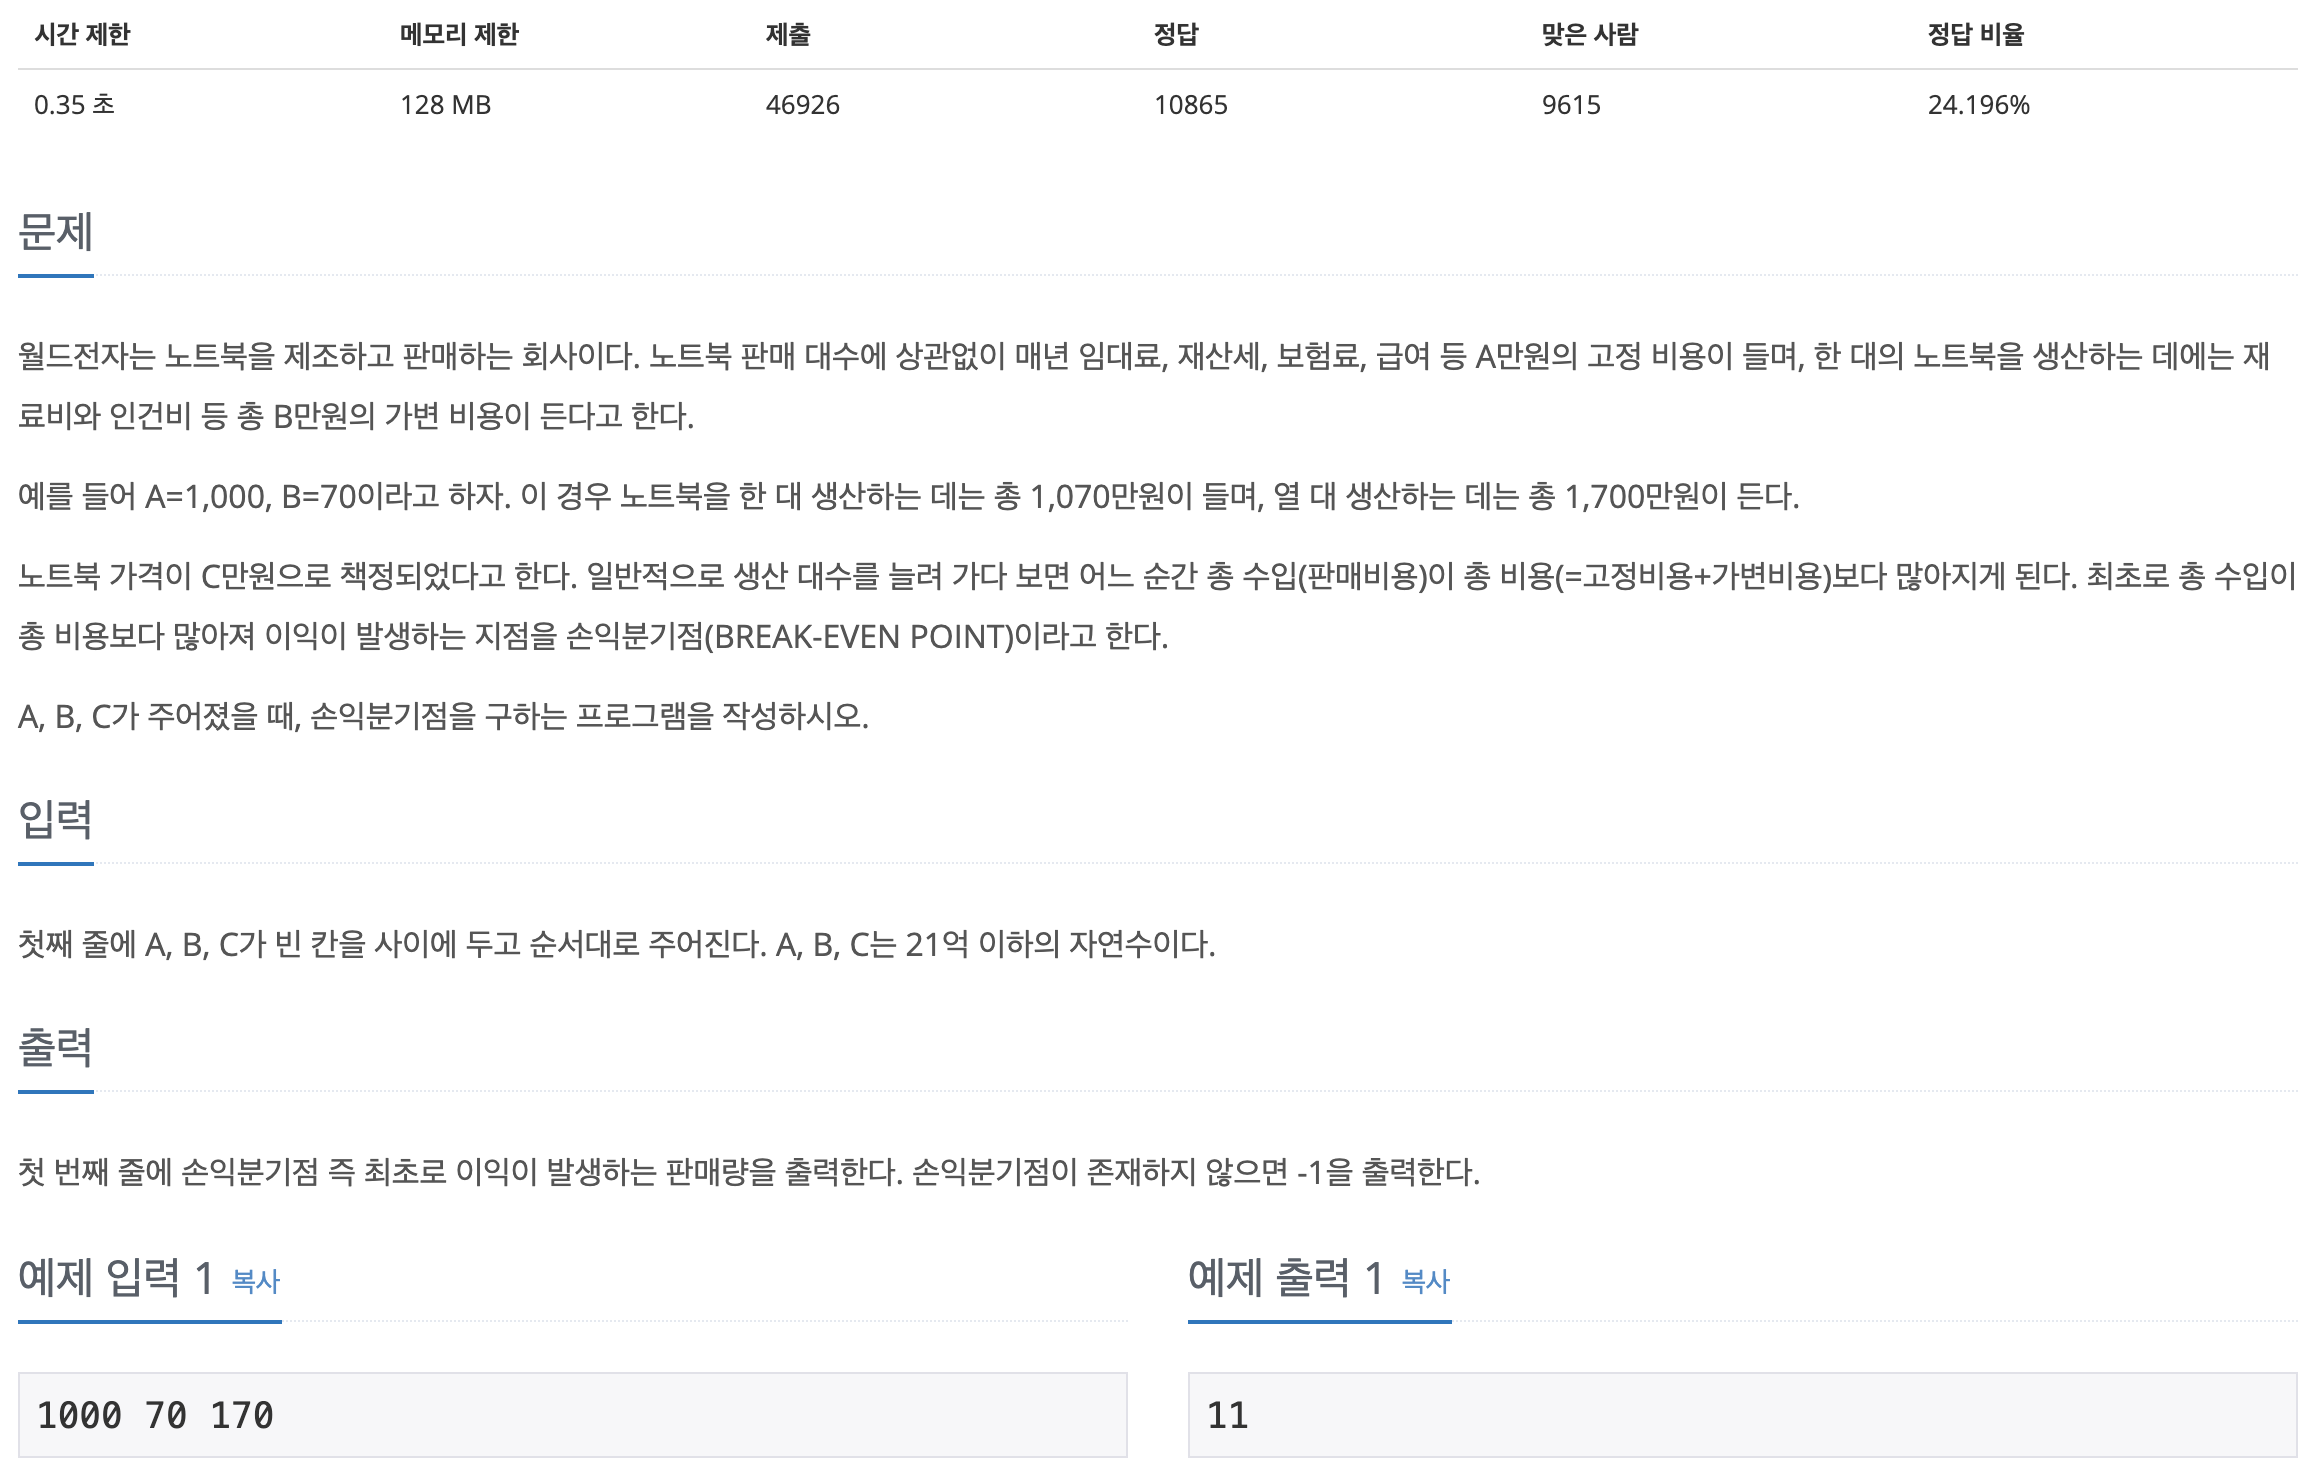 시간 제한 메모리 제한 제출 정답 맞은 사람 정답 비율
0.35 초 128 MB 46926 10865 9615 24.196%
문제
월드전자는 노트북을 제조하고 판매하는 회사이다. 노트북 판매 대수에 상관없이 매년 임대료, 재산세, 보험료, 급여 등 A만원의 고정 비용이 들며, 한 대의 노트북을 생산하는 데에는 재
료비와 인건비 등 총 B만원의 가변 비용이 든다고 한다.
예를 들어 A=1,000, B=70이라고 하자. 이 경우 노트북을 한 대 생산하는 데는 총 1,070만원이 들며, 열 대 생산하는 데는 총 1,700만원이 든다.
노트북 가격이 C만원으로 책정되었다고 한다. 일반적으로 생산 대수를 늘려 가다 보면 어느 순간 총 수입(판매비용)이 총 비용(=고정비용+가변비용)보다 많아지게 된다. 최초로 총 수입이
총 비용보다 많아져 이익이 발생하는 지점을 손익분기점(BREAK-EVEN POINT)이라고 한다.
A, B, C가 주어졌을 때, 손익분기점을 구하는 프로그램을 작성하시오.
입력
첫째 줄에 A, B, C가 빈 칸을 사이에 두고 순서대로 주어진다. A, B, C는 21억 이하의 자연수이다.
출력
첫 번째 줄에 손익분기점 즉 최초로 이익이 발생하는 판매량을 출력한다. 손익분기점이 존재하지 않으면 -1을 출력한다.
예제 입력 1 복사
1000 70 170
예제 출력 1 복사
11